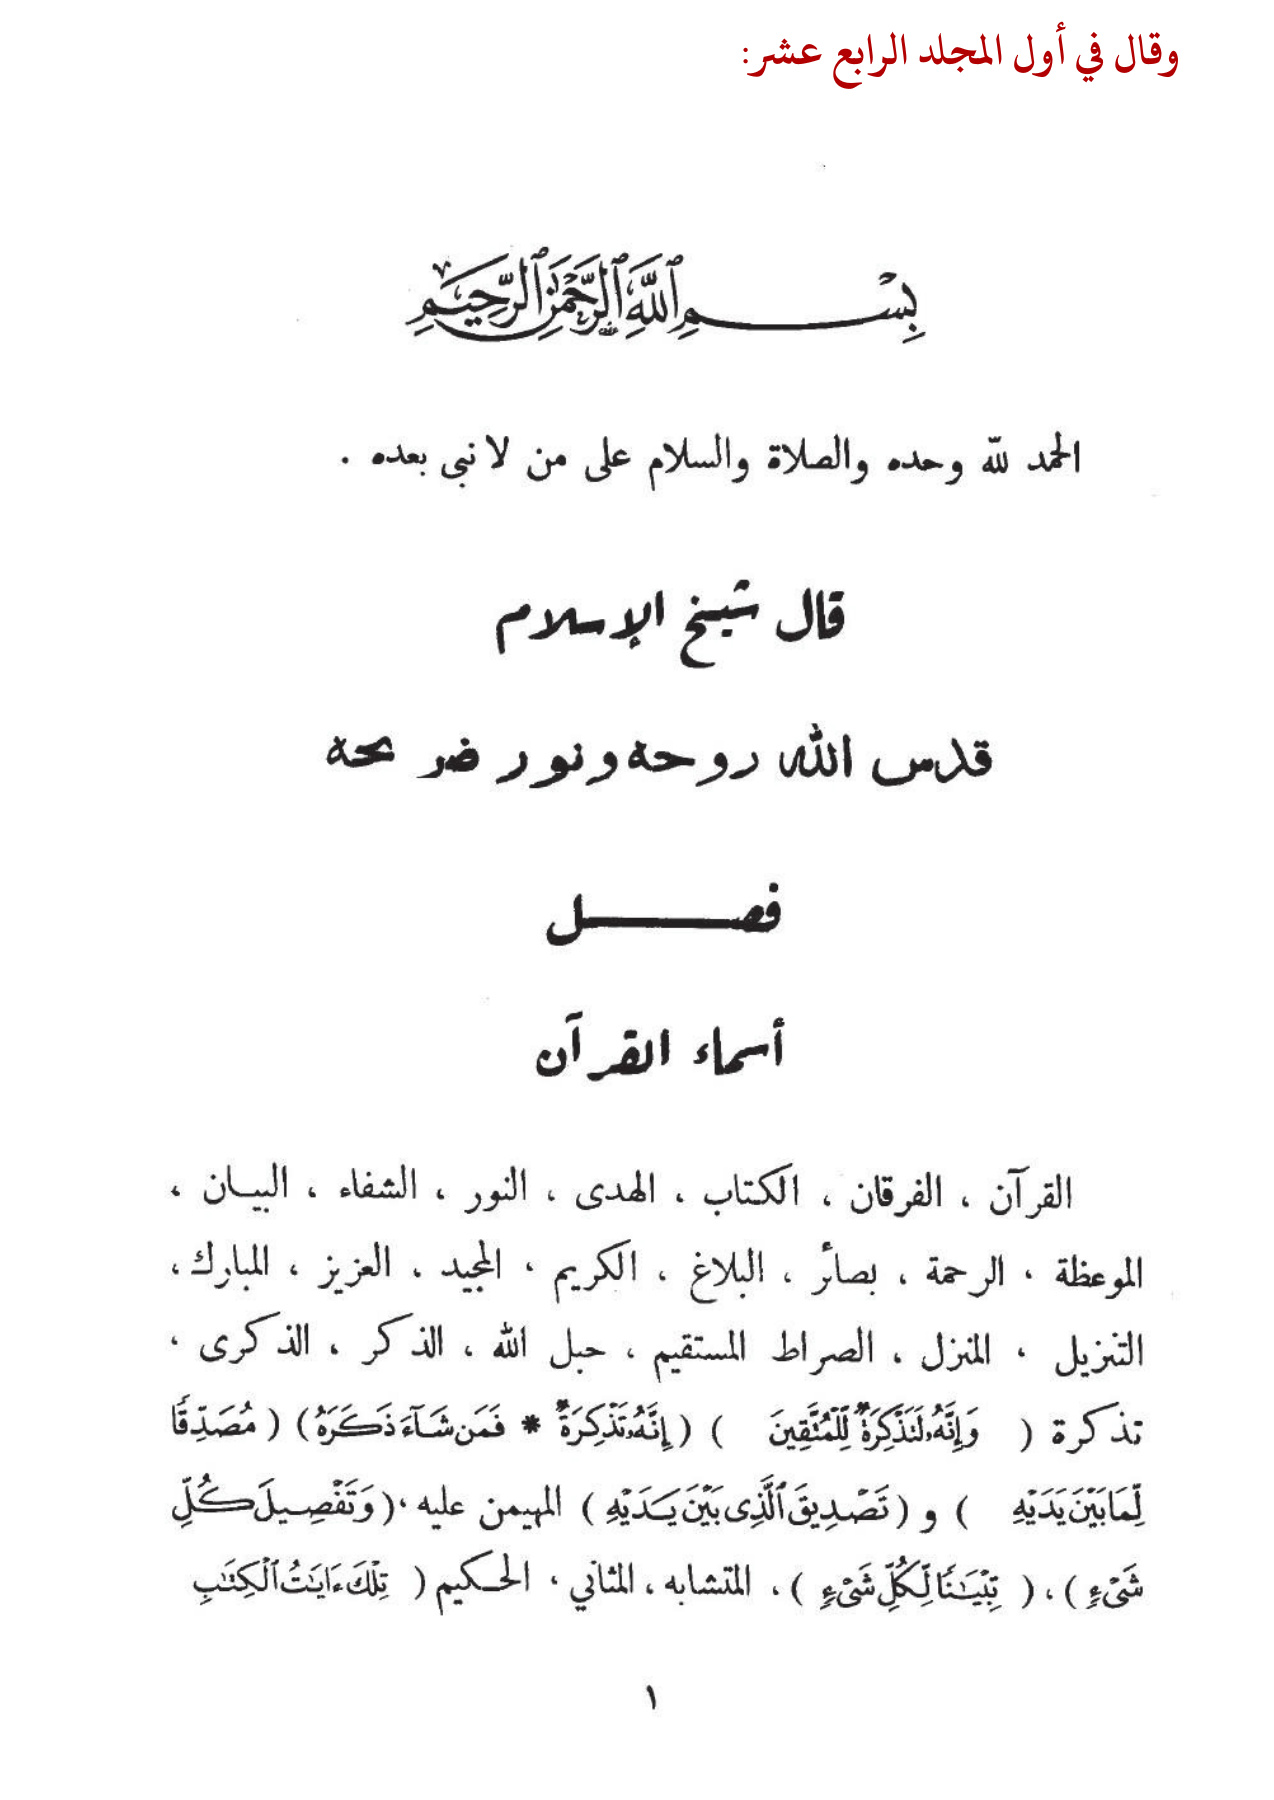 وقال في أول المجلد الرابع عشر:
بِسْمِ ٱللَّهِ ٱلرَّحْمَٰنِ ٱلرَّحِيمِ
الحمد لله وحده والصلاة والسلام على من لا نبى بعده .
قال شيخ الإسلام
قدس الله روحه ونور ضريحه
فصــــــل
أسماء القرآن
القرآن ، الفرقان ، الكتاب ، الهدى ، النور ، الشفاء ، البيـان ،
الموعظة ، الرحمة ، بصائر ، البلاغ ، الكريم ، المجيد ، العزيز ، المبارك ،
التنزيل ، المنزل ، الصراط المستقيم ، حبل الله ، الذكر ، الذكرى ،
تذكرة ( وَإِنَّهُۥ لَتَذْكِرَةٌ لِّلْمُتَّقِينَ ) ( إِنَّهُۥ تَذْكِرَةٌ * فَمَن شَآءَ ذَكَرَهُۥ ) ( مُصَدِّقًا
لِّمَا بَيْنَ يَدَيْهِ ) و ( تَصْدِيقَ ٱلَّذِى بَيْنَ يَدَيْهِ ) المهيمن عليه ، ( وَتَفْصِيلَ كُلِّ
شَىْءٍ ) ، ( تِبْيَٰنًا لِّكُلِّ شَىْءٍ ) ، المتشابه ، المثاني ، الحكيم ( تِلْكَ ءَايَٰتُ ٱلْكِتَٰبِ
١